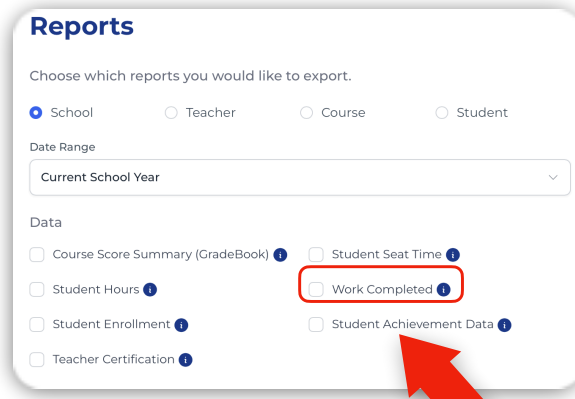 Reports
Choose which reports you would like to export.
School Teacher Course Student
Date Range
Current School Year
Data
Course Score Summary (GradeBook) i Student Seat Time i
Student Hours i Work Completed i
Student Enrollment i Student Achievement Data i
Teacher Certification i